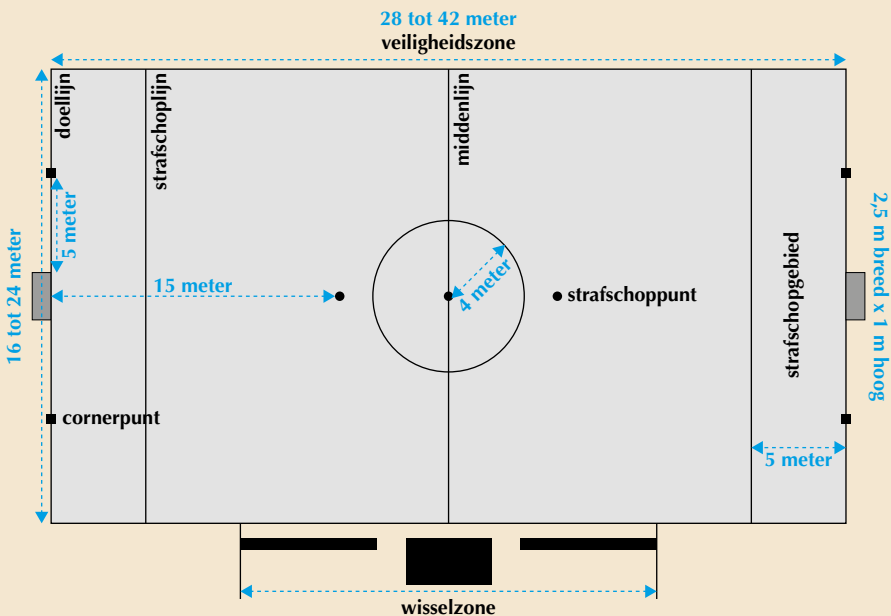 28 tot 42 meter
veiligheidszone
doellijn
strafschoplijn
middenlijn
5 meter
16 tot 24 meter
15 meter
4 meter
strafschoppunt
strafschopgebied
2,5 m breed x 1 m hoog
cornerpunt
5 meter
wisselzone